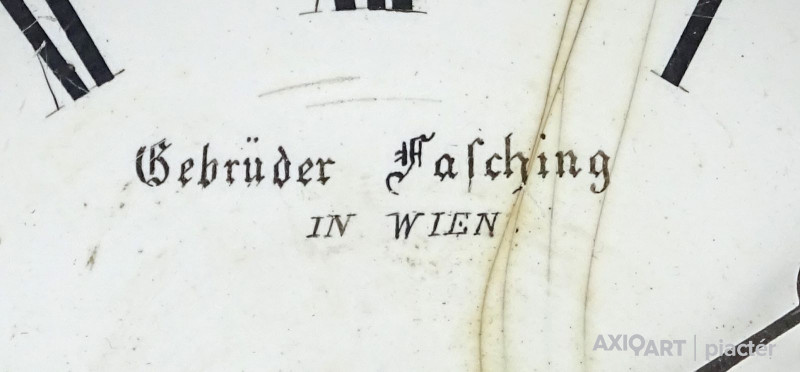 Gebrüder Faſching
IN WIEN.
AXIOART | piactér